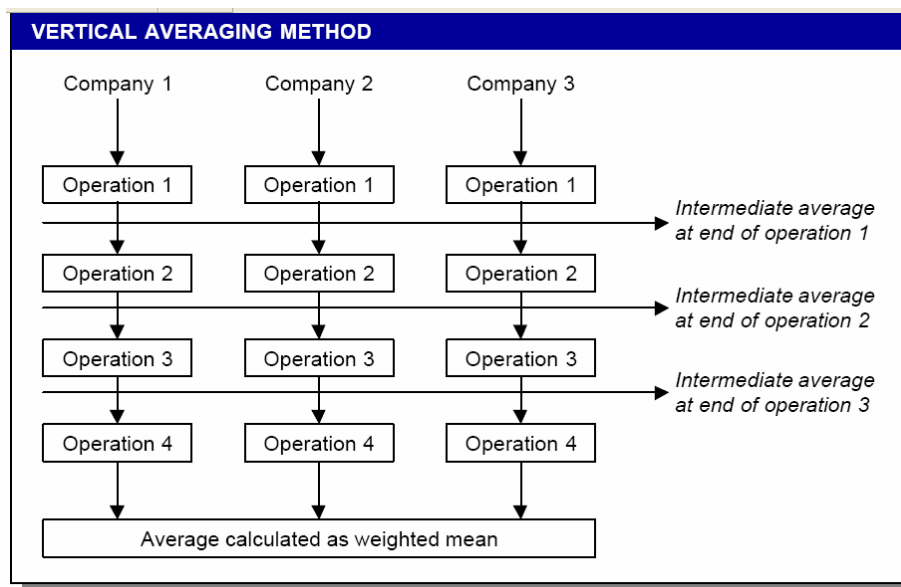 VERTICAL AVERAGING METHOD
Company 1
Company 2
Company 3
Operation 1
Operation 1
Operation 1
Intermediate average
at end of operation 1
Operation 2
Operation 2
Operation 2
Intermediate average
at end of operation 2
Operation 3
Operation 3
Operation 3
Intermediate average
at end of operation 3
Operation 4
Operation 4
Operation 4
Average calculated as weighted mean